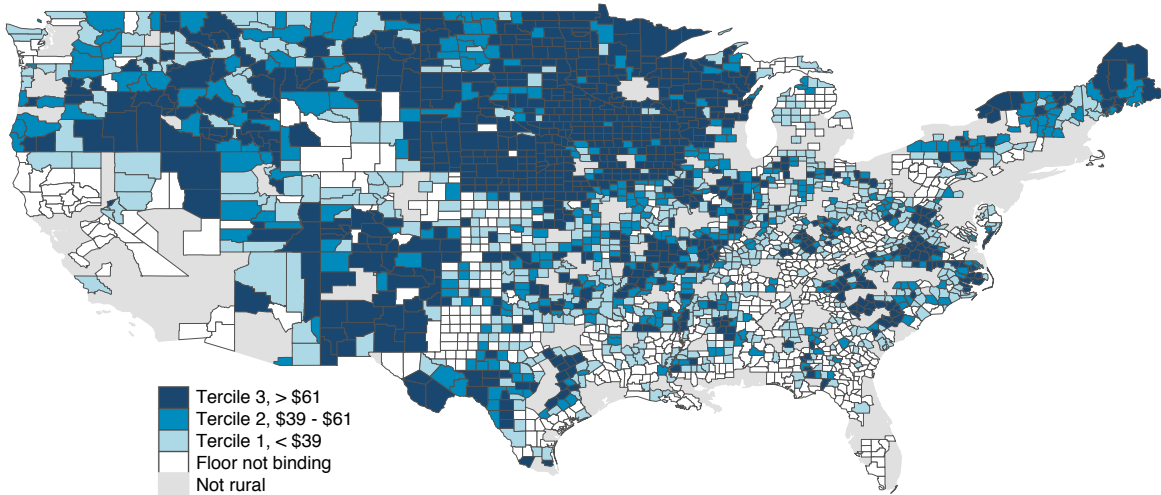 Tercile 3, > $61
Tercile 2, $39 - $61
Tercile 1, < $39
Floor not binding
Not rural